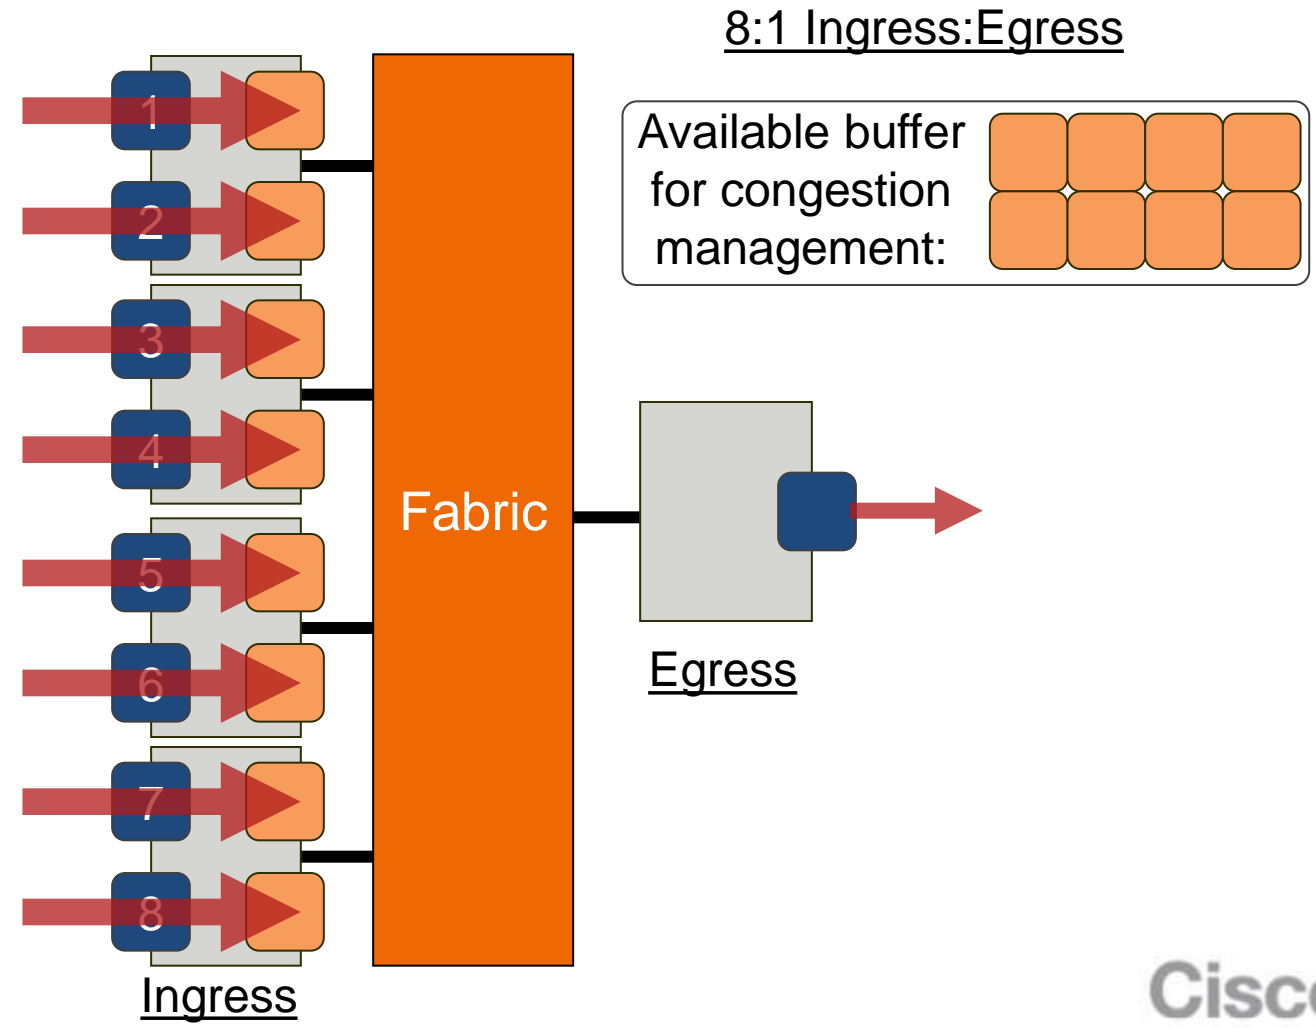 8:1 Ingress:Egress
Available buffer
for congestion
management:
1
2
3
4
5
6
7
8
Fabric
Egress
Ingress